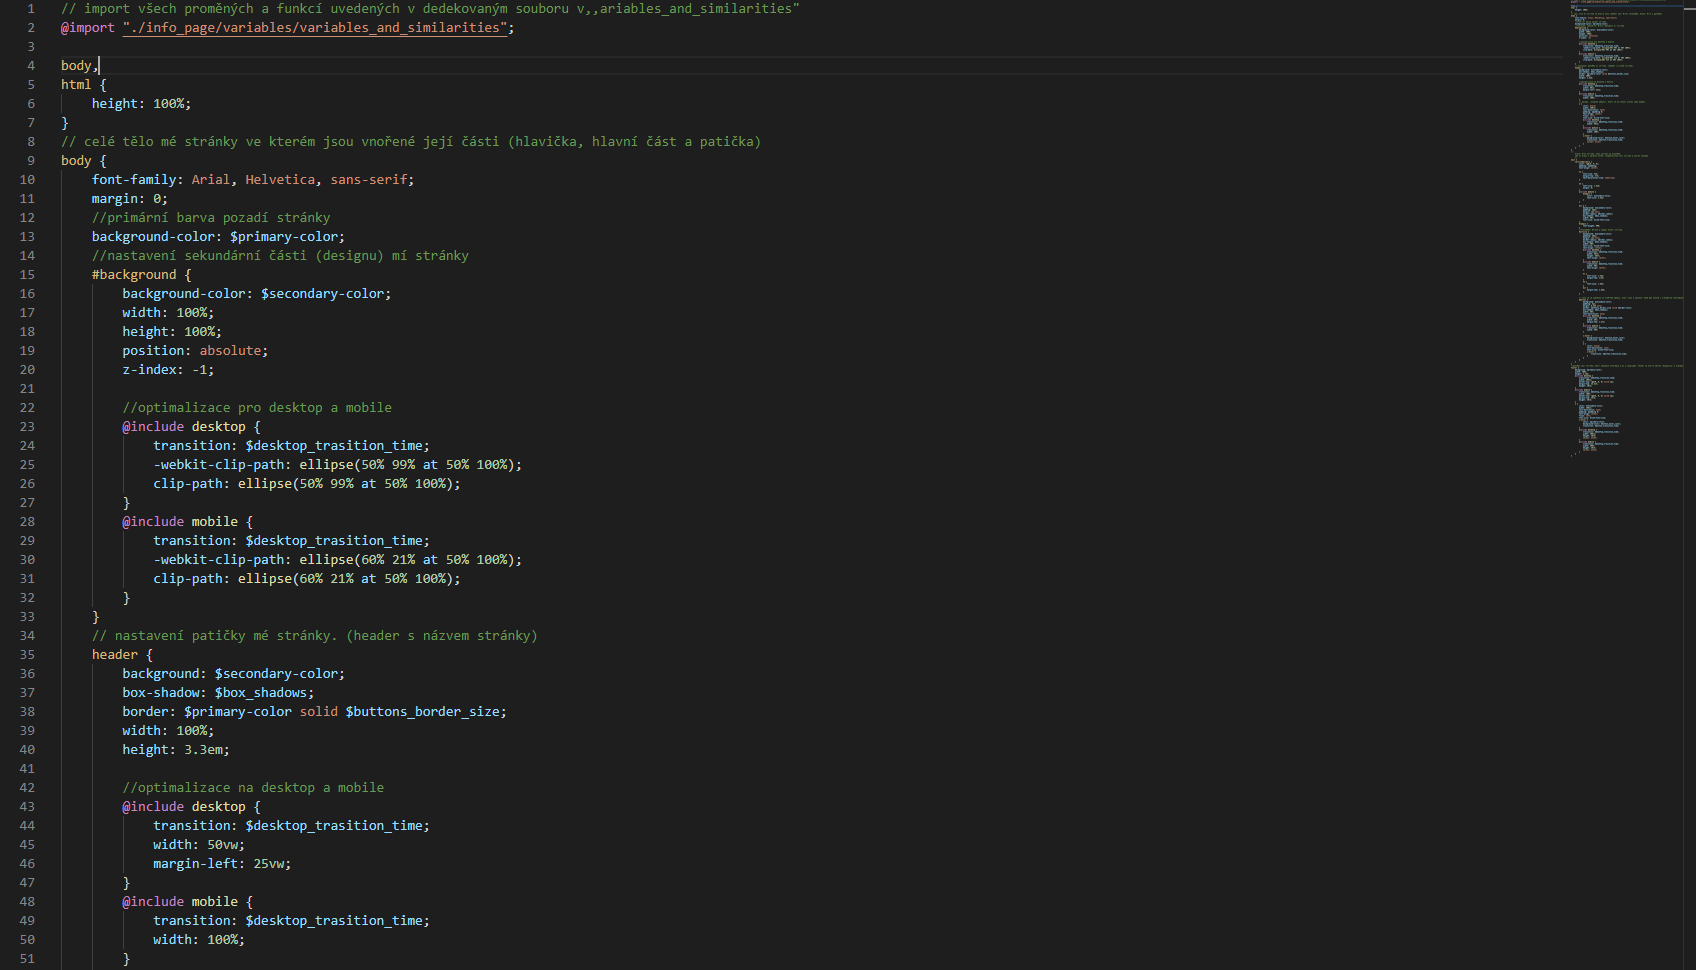 1 // import všech proměných a funkcí uvedených v dedekovaným souboru v,,ariables_and_similarities"
2 @import "./info_page/variables/variables_and_similarities";
3
4 body,
5 html {
6 height: 100%;
7 }
8 // celé tělo mé stránky ve kterém jsou vnořené její části (hlavička, hlavní část a patička)
9 body {
10 font-family: Arial, Helvetica, sans-serif;
11 margin: 0;
12 //primární barva pozadí stránky
13 background-color: $primary-color;
14 //nastavení sekundární části (designu) mí stránky
15 #background {
16 background-color: $secondary-color;
17 width: 100%;
18 height: 100%;
19 position: absolute;
20 z-index: -1;
21
22 //optimalizace pro desktop a mobile
23 @include desktop {
24 transition: $desktop_trasition_time;
25 -webkit-clip-path: ellipse(50% 99% at 50% 100%);
26 clip-path: ellipse(50% 99% at 50% 100%);
27 }
28 @include mobile {
29 transition: $desktop_trasition_time;
30 -webkit-clip-path: ellipse(60% 21% at 50% 100%);
31 clip-path: ellipse(60% 21% at 50% 100%);
32 }
33 }
34 // nastavení patičky mé stránky. (header s názvem stránky)
35 header {
36 background: $secondary-color;
37 box-shadow: $box_shadows;
38 border: $primary-color solid $buttons_border_size;
39 width: 100%;
40 height: 3.3em;
41
42 //optimalizace na desktop a mobile
43 @include desktop {
44 transition: $desktop_trasition_time;
45 width: 50vw;
46 margin-left: 25vw;
47 }
48 @include mobile {
49 transition: $desktop_trasition_time;
50 width: 100%;
51 }